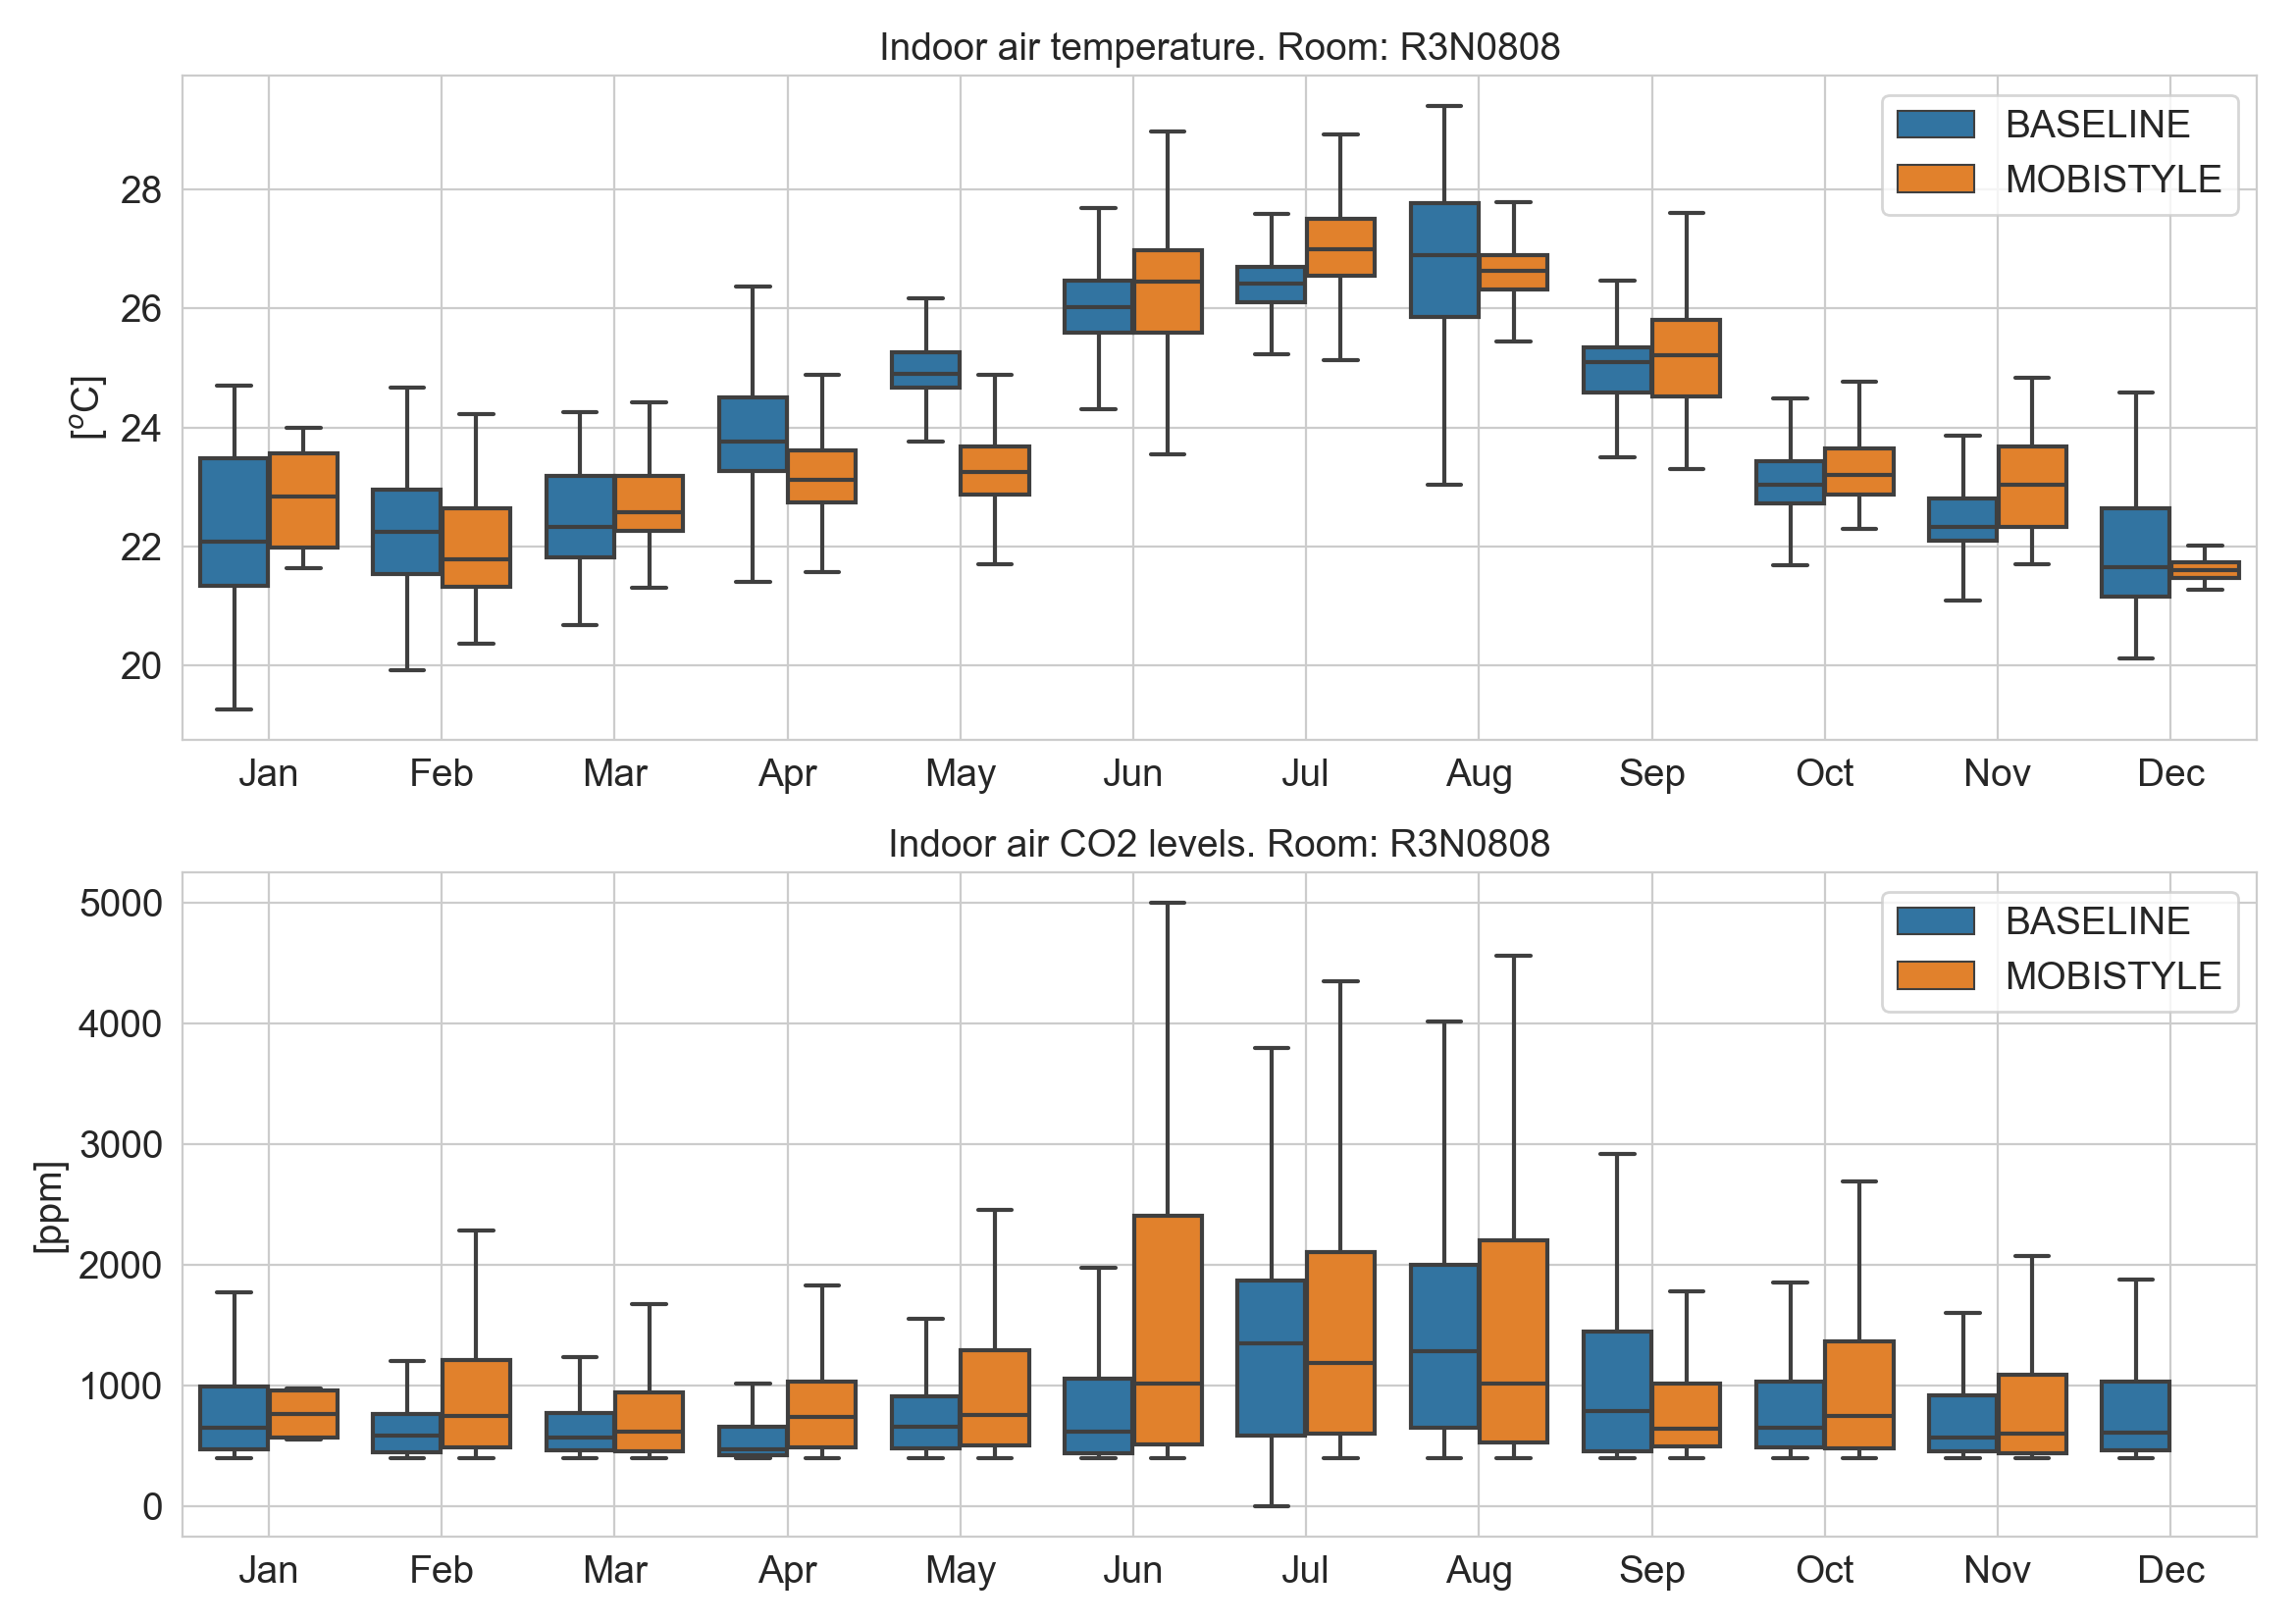 Indoor air temperature. Room: R3N0808
BASELINE
MOBISTYLE
28
26
24
22
20
[°C]
Jan Feb Mar Apr May Jun Jul Aug Sep Oct Nov Dec
Indoor air CO2 levels. Room: R3N0808
BASELINE
MOBISTYLE
5000
4000
3000
2000
1000
0
[ppm]
Jan Feb Mar Apr May Jun Jul Aug Sep Oct Nov Dec